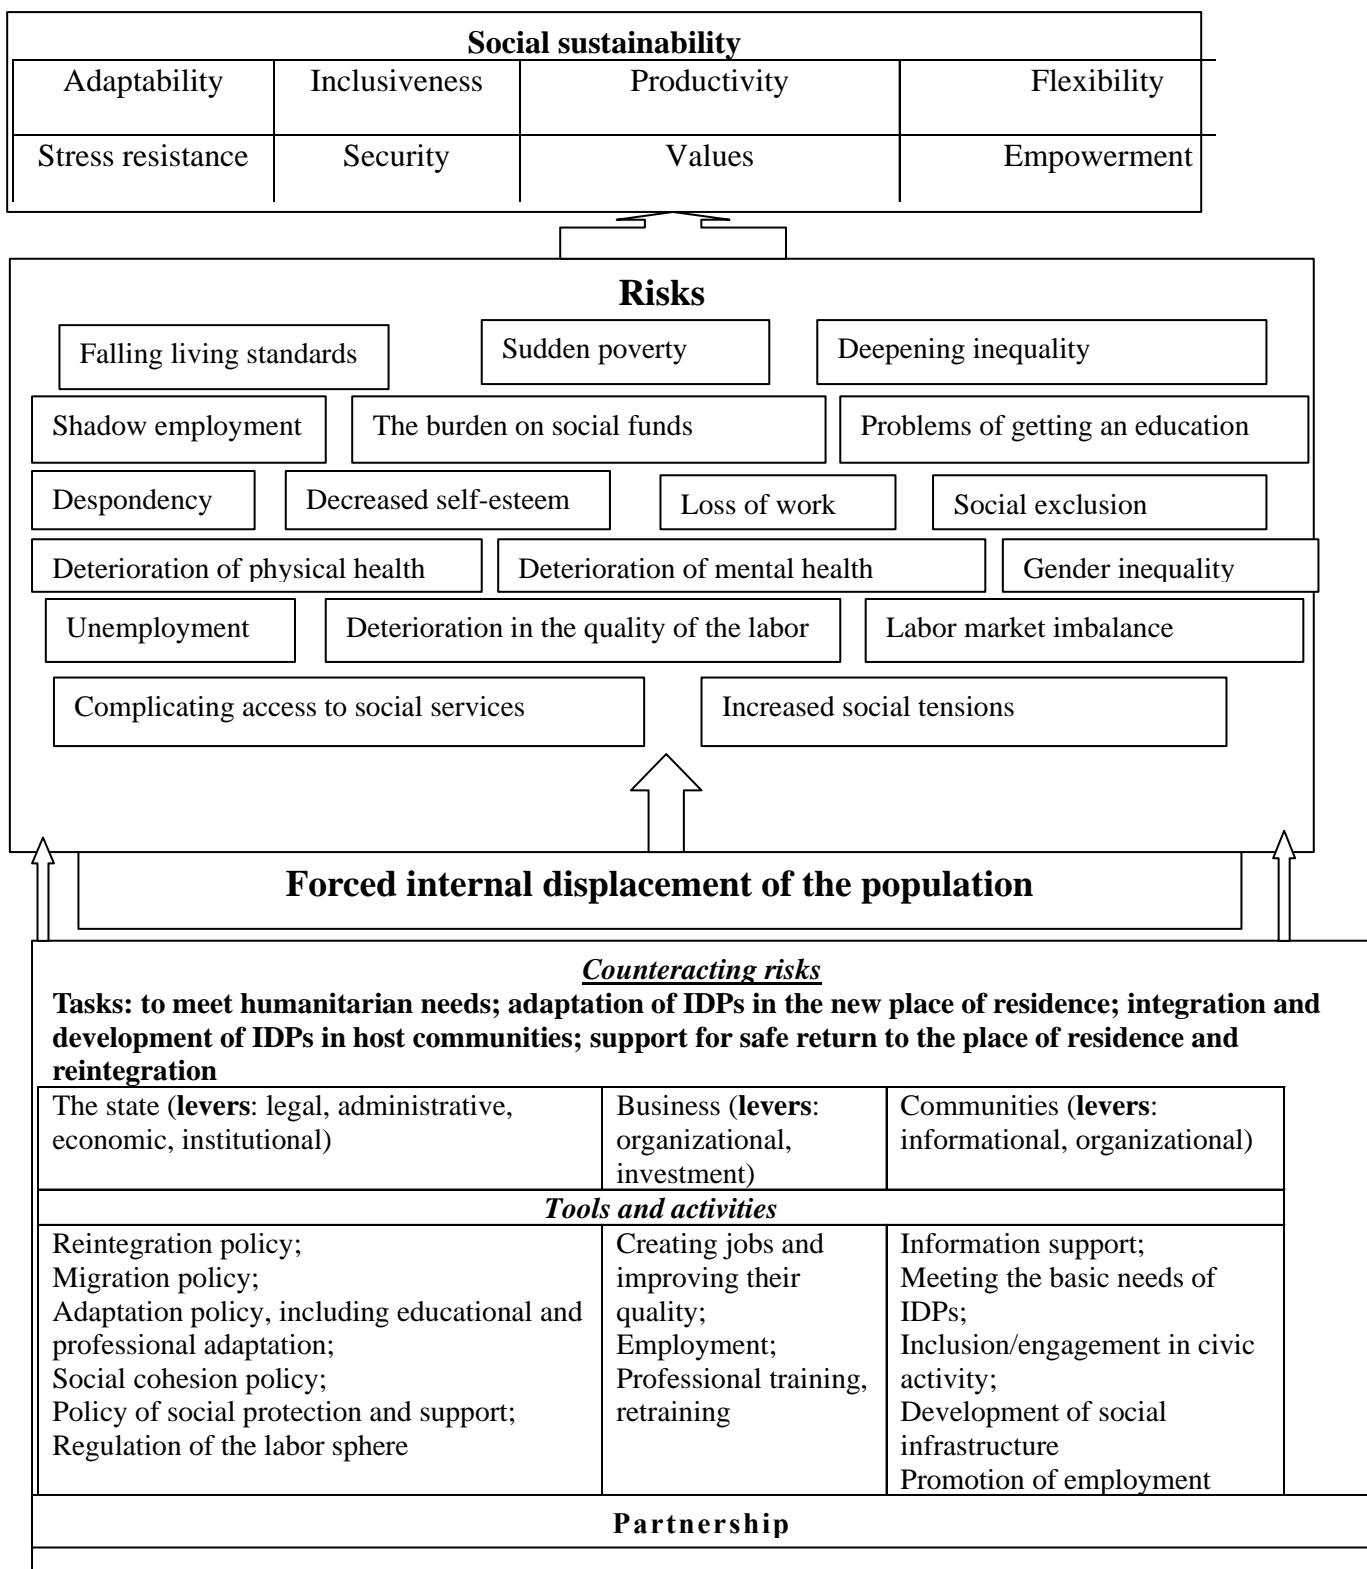 Social sustainability
Adaptability Inclusiveness Productivity Flexibility
Stress resistance Security Values Empowerment
Risks
Falling living standards Sudden poverty Deepening inequality
Shadow employment The burden on social funds Problems of getting an education
Despondency Decreased self-esteem Loss of work Social exclusion
Deterioration of physical health Deterioration of mental health Gender inequality
Unemployment Deterioration in the quality of the labor Labor market imbalance
Complicating access to social services Increased social tensions
Forced internal displacement of the population
Counteracting risks
Tasks: to meet humanitarian needs; adaptation of IDPs in the new place of residence; integration and
development of IDPs in host communities; support for safe return to the place of residence and
reintegration
The state (levers: legal, administrative,
economic, institutional)
Business (levers:
organizational,
investment)
Communities (levers:
informational, organizational)
Tools and activities
Reintegration policy;
Migration policy;
Adaptation policy, including educational and
professional adaptation;
Social cohesion policy;
Policy of social protection and support;
Regulation of the labor sphere
Creating jobs and
improving their
quality;
Employment;
Professional training,
retraining
Information support;
Meeting the basic needs of
IDPs;
Inclusion/engagement in civic
activity;
Development of social
infrastructure
Promotion of employment
Partnership